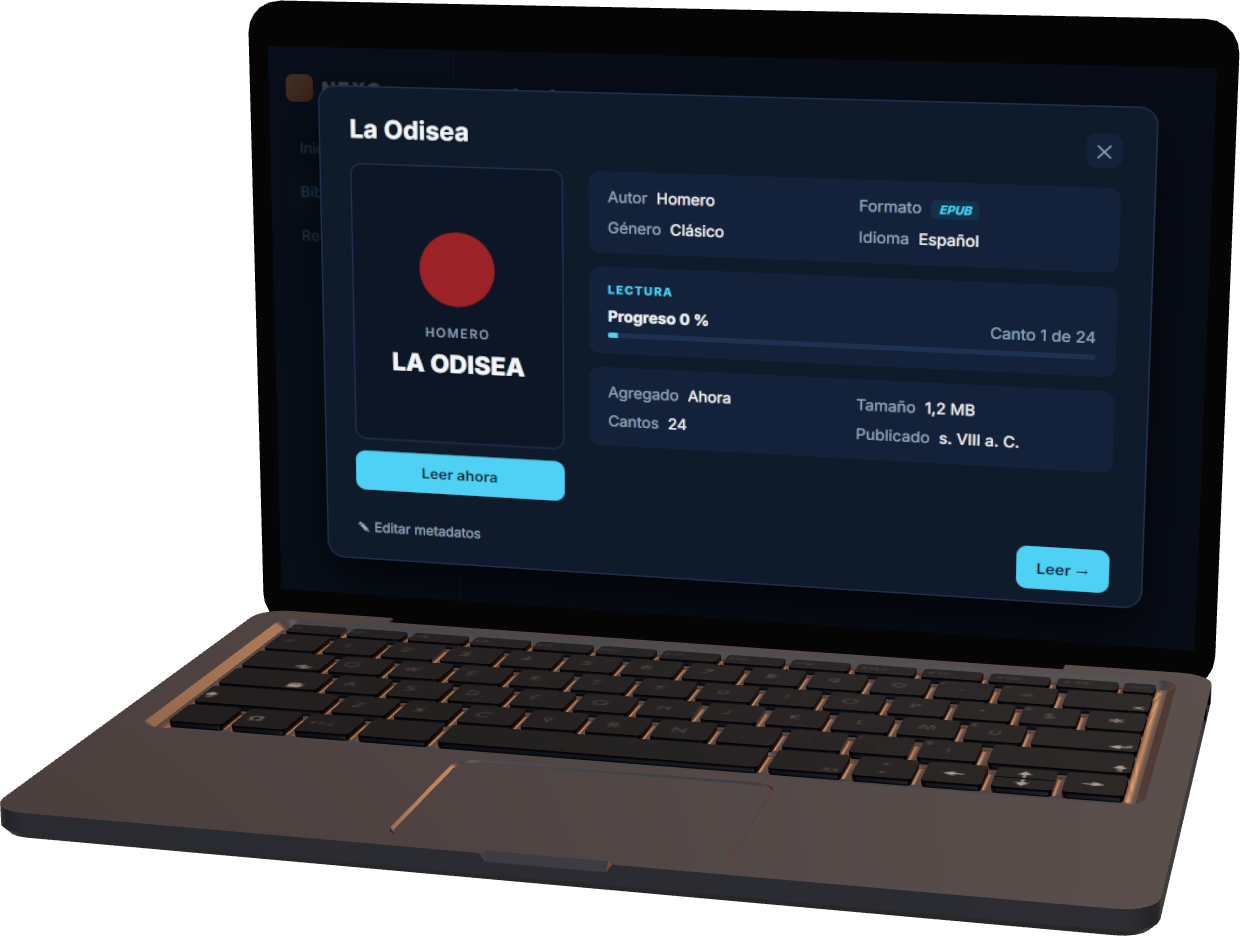 NEXO
La Odisea
HOMERO
LA ODISEA
Leer ahora
Editar metadatos
Autor Homero
Formato EPUB
Género Clásico
Idioma Español
LECTURA
Progreso 0 %
Canto 1 de 24
Agregado Ahora
Tamaño 1,2 MB
Cantos 24
Publicado s. VIII a. C.
Leer →